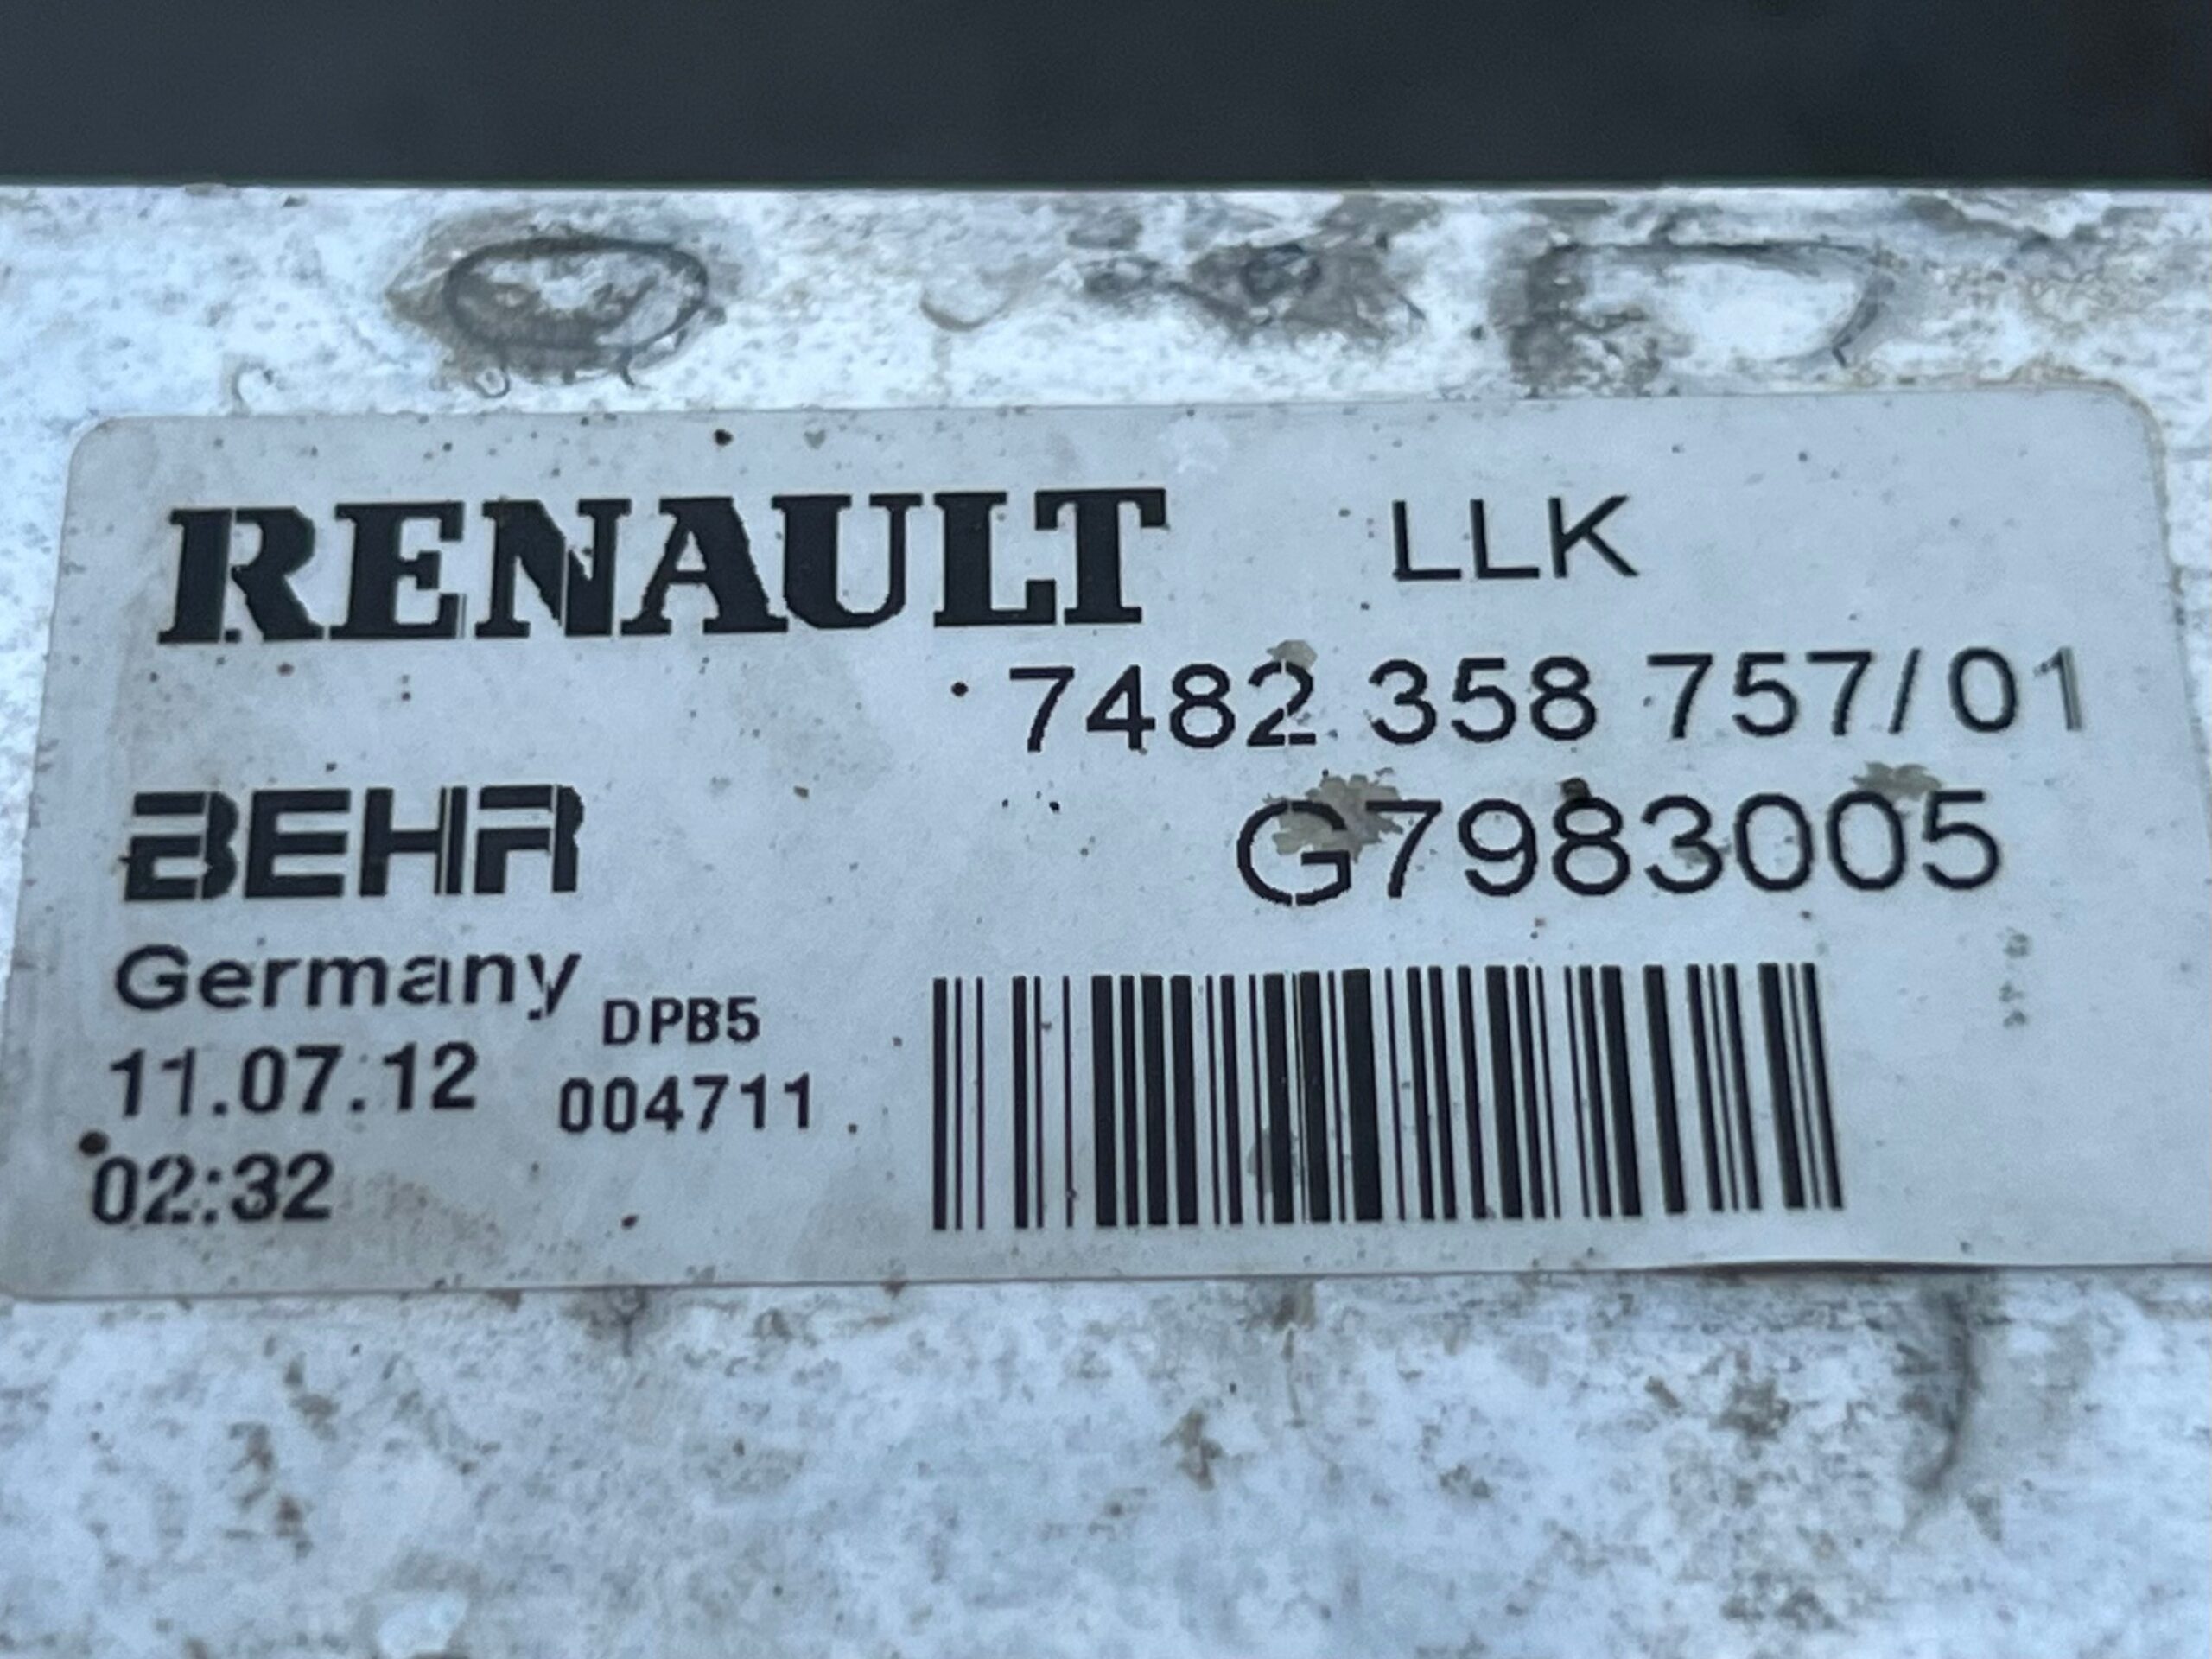 RENAULT LLK
7482 358 757/01
BEHR G7983005
Germany DPB5
11.07.12 004711
02:32